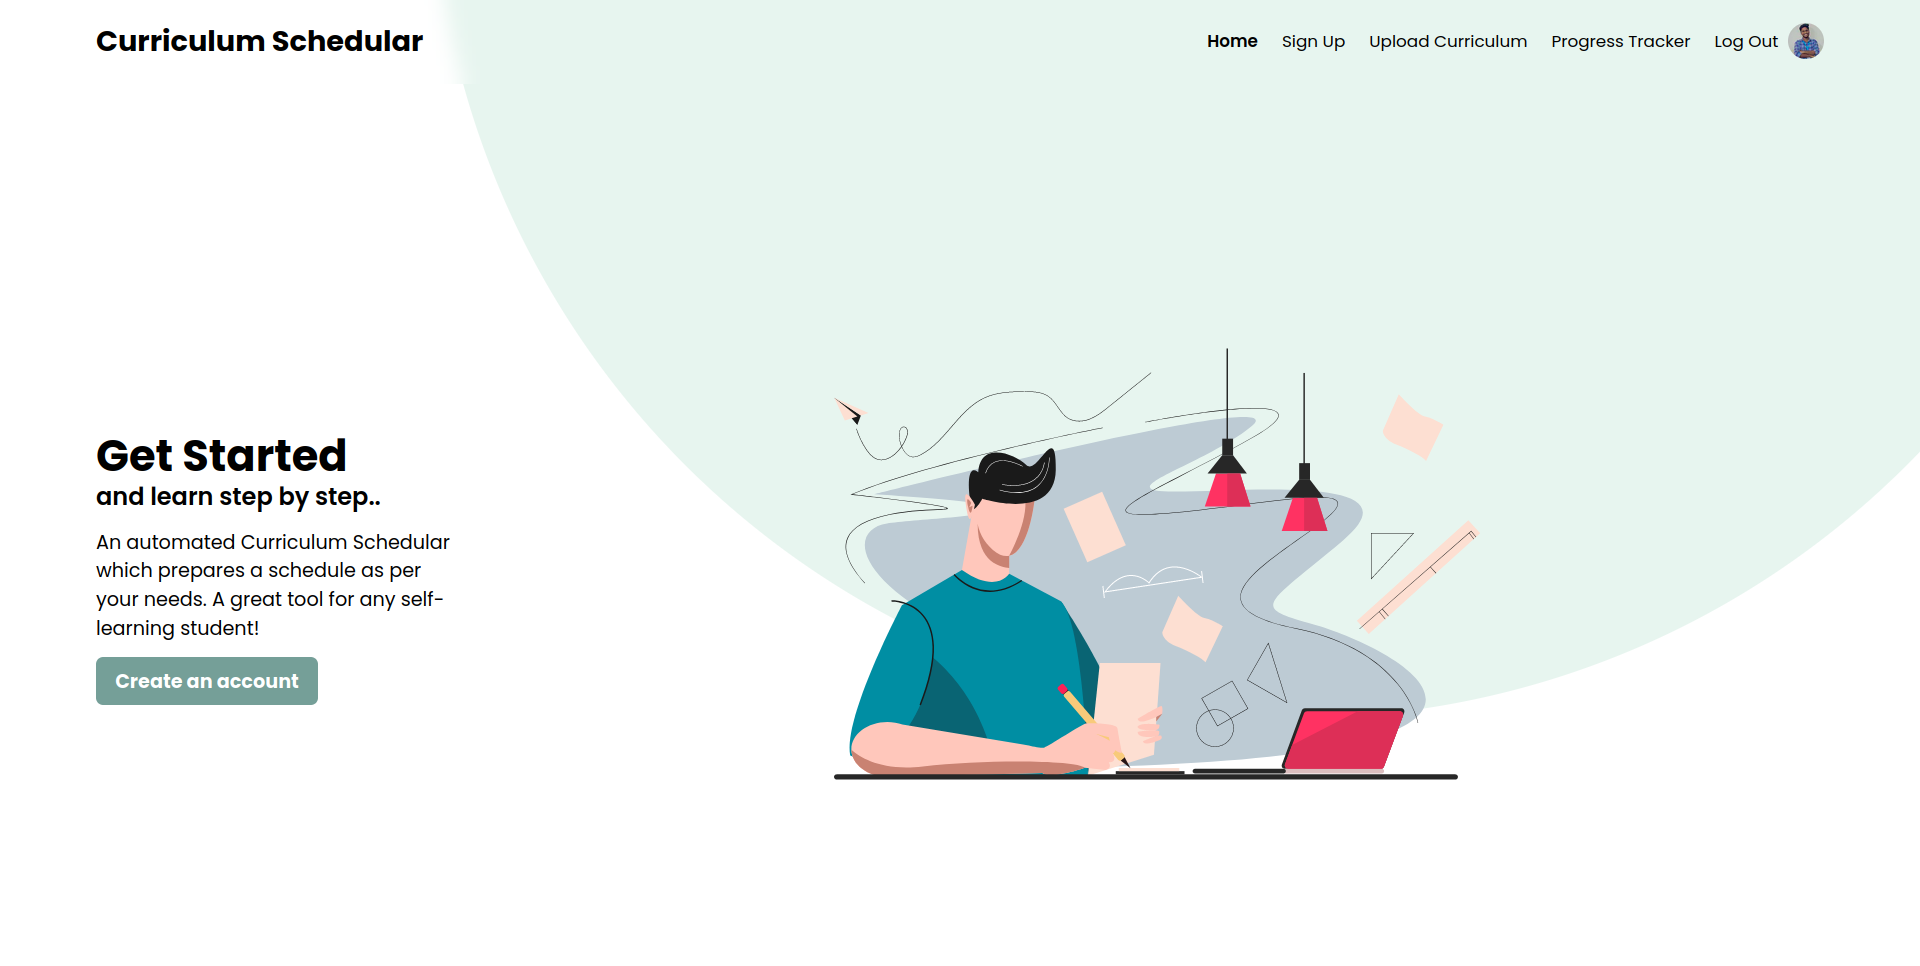 Curriculum Schedular
Home Sign Up Upload Curriculum Progress Tracker Log Out
Get Started
and learn step by step..
An automated Curriculum Schedular
which prepares a schedule as per
your needs. A great tool for any self-
learning student!
Create an account